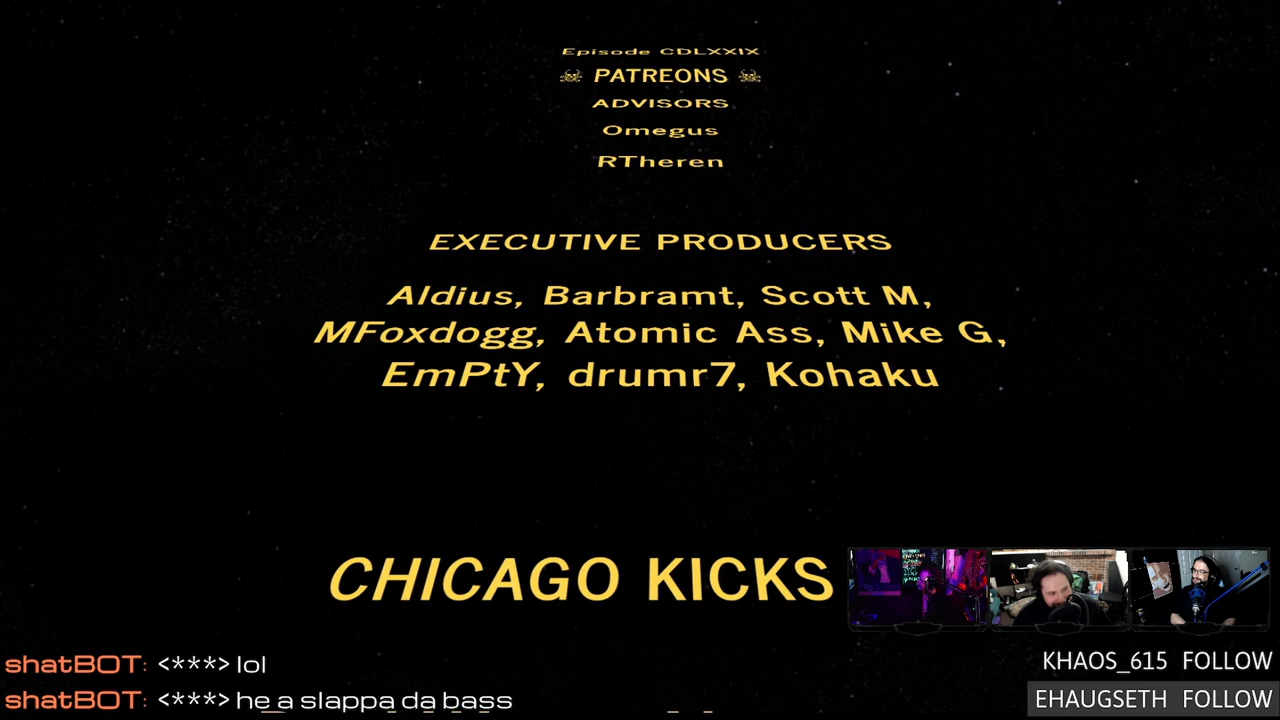 Episode CDLXXIX
☠ PATREONS ☠
ADVISORS
Omegus
RTheren
EXECUTIVE PRODUCERS
Aldius, Barbramt, Scott M,
MFoxdogg, Atomic Ass, Mike G,
EmPtY, drumr7, Kohaku
CHICAGO KICKS
shatBOT: <***> lol
shatBOT: <***> he a slappa da bass
KHAOS_615 FOLLOW
EHAUGSETH FOLLOW